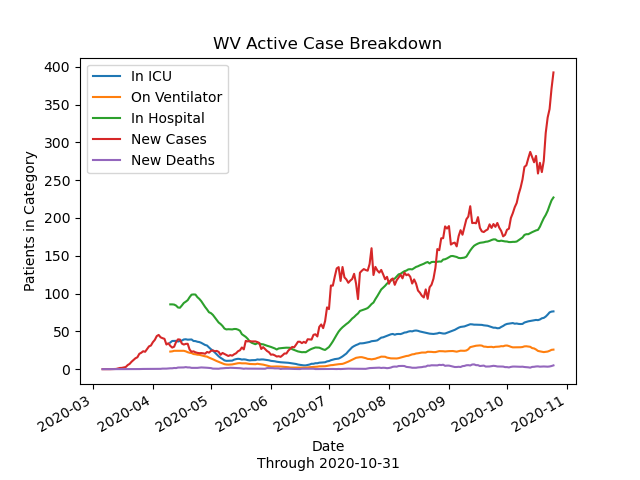 WV Active Case Breakdown
Patients in Category
400
350
300
250
200
150
100
50
0
In ICU
On Ventilator
In Hospital
New Cases
New Deaths
2020-03
2020-04
2020-05
2020-06
2020-07
2020-08
2020-09
2020-10
2020-11
Date
Through 2020-10-31